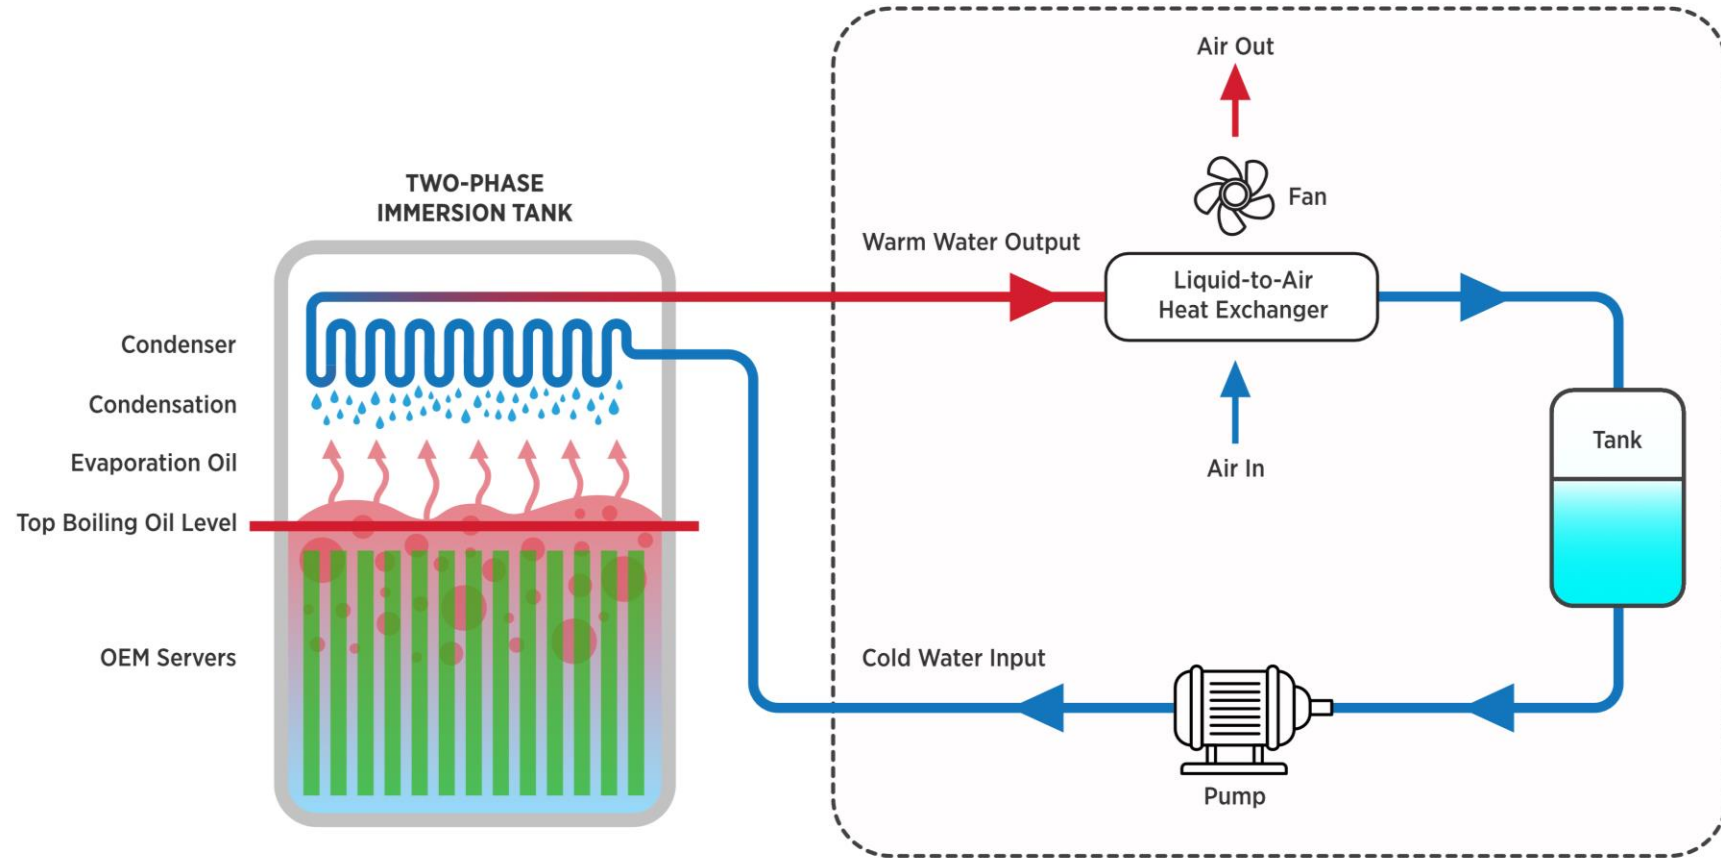 TWO-PHASE
IMMERSION TANK
Condenser
Condensation
Evaporation Oil
Top Boiling Oil Level
OEM Servers
Air Out
Fan
Warm Water Output
Liquid-to-Air
Heat Exchanger
Air In
Tank
Cold Water Input
Pump